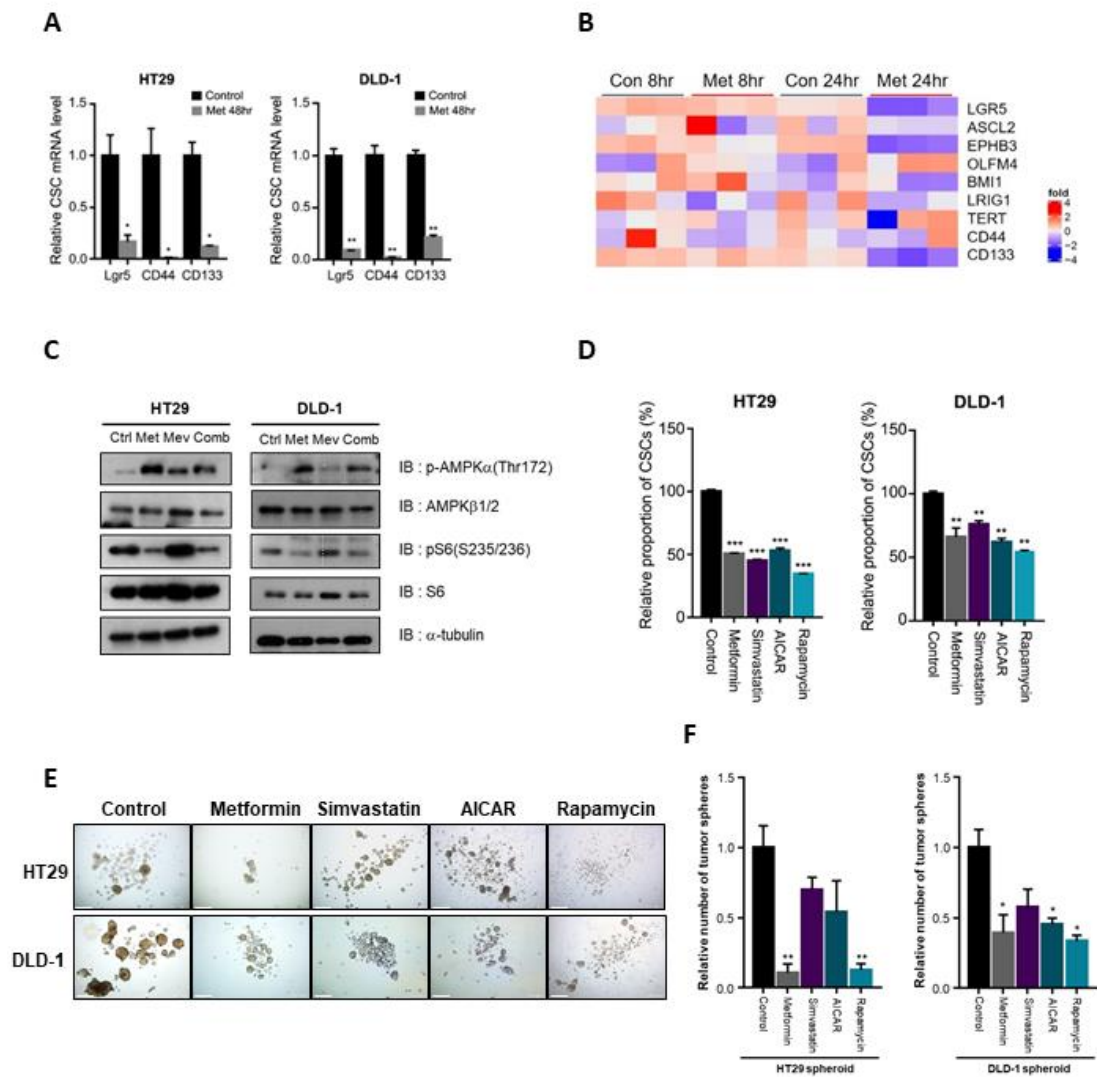 A
HT29
Control
Met 48hr
Relative CSC mRNA level
1.5
1.0
0.5
0.0
* * *
Lgr5 CD44 CD133
DLD-1
Control
Met 48hr
Relative CSC mRNA level
1.5
1.0
0.5
0.0
** ** **
Lgr5 CD44 CD133
B
Con 8hr Met 8hr Con 24hr Met 24hr
LGR5
ASCL2
EPHB3
OLFM4
BMI1
LRIG1
TERT
CD44
CD133
fold
4
2
0
−2
−4
C
HT29 DLD-1
Ctrl Met Mev Comb Ctrl Met Mev Comb
IB : p-AMPKα(Thr172)
IB : AMPKβ1/2
IB : pS6(S235/236)
IB : S6
IB : α-tubulin
D
HT29
Relative proportion of CSCs (%)
150
100
50
0
*** *** *** ***
Control
Metformin
Simvastatin
AICAR
Rapamycin
DLD-1
Relative proportion of CSCs (%)
150
100
50
0
** ** ** **
Control
Metformin
Simvastatin
AICAR
Rapamycin
E
Control Metformin Simvastatin AICAR Rapamycin
HT29
DLD-1
F
Relative number of tumor spheres
1.5
1.0
0.5
0.0
** **
Control
Metformin
Simvastatin
AICAR
Rapamycin
HT29 spheroid
Relative number of tumor spheres
1.5
1.0
0.5
0.0
* * *
Control
Metformin
Simvastatin
AICAR
Rapamycin
DLD-1 spheroid